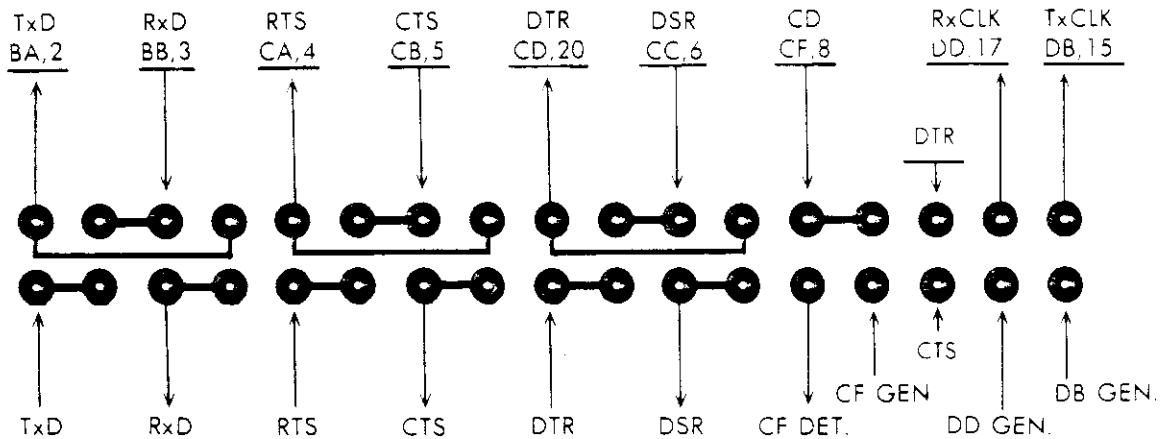 TxD RxD RTS CTS DTR DSR CD RxCLK TxCLK
BA,2 BB,3 CA,4 CB,5 CD,20 CC,6 CF,8 DD,17 DB,15
DTR
CTS
CF GEN DB GEN.
TxD RxD RTS CTS DTR DSR CF DET. DD GEN.